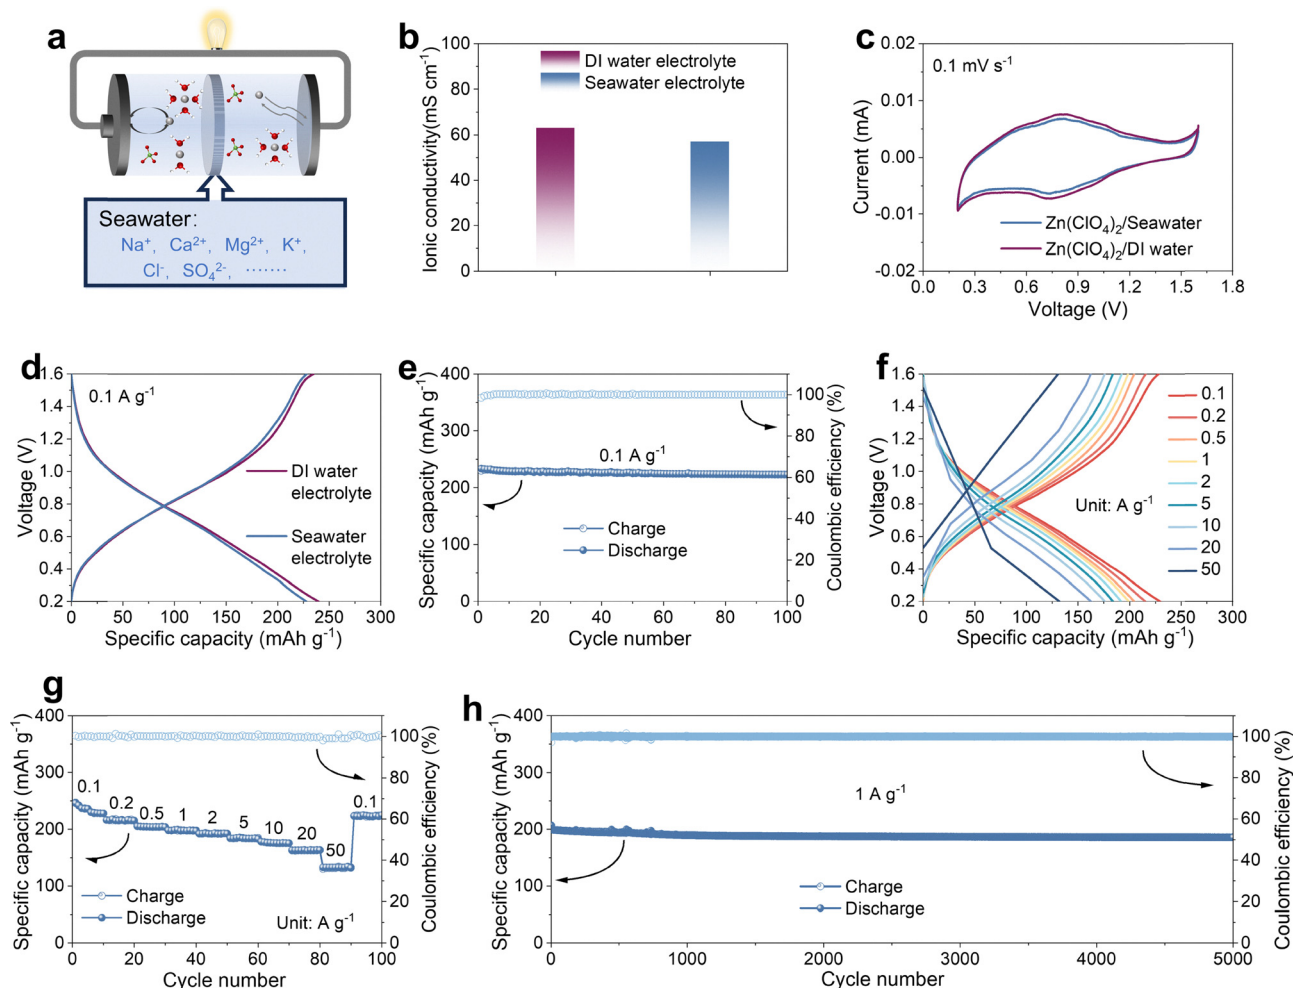 a
Seawater:
Na⁺, Ca²⁺, Mg²⁺, K⁺,
Cl⁻, SO₄²⁻, ·······
b
Ionic conductivity(mS cm⁻¹)
100
80
60
40
20
0
DI water electrolyte
Seawater electrolyte
c
Current (mA)
0.02
0.01
0.00
-0.01
-0.02
0.1 mV s⁻¹
Zn(ClO₄)₂/Seawater
Zn(ClO₄)₂/DI water
0.0 0.3 0.6 0.9 1.2 1.5 1.8
Voltage (V)
d
Voltage (V)
1.6
1.4
1.2
1.0
0.8
0.6
0.4
0.2
0.1 A g⁻¹
DI water
electrolyte
Seawater
electrolyte
0 50 100 150 200 250 300
Specific capacity (mAh g⁻¹)
e
Specific capacity (mAh g⁻¹)
400
350
300
250
200
150
100
0
0.1 A g⁻¹
Charge
Discharge
100
80
60
40
20
0
Coulombic efficiency (%)
0 20 40 60 80 100
Cycle number
f
Voltage (V)
1.6
1.4
1.2
1.0
0.8
0.6
0.4
0.2
0.1
0.2
0.5
1
2
5
10
20
50
Unit: A g⁻¹
0 50 100 150 200 250 300
Specific capacity (mAh g⁻¹)
g
Specific capacity (mAh g⁻¹)
400
350
300
250
200
150
100
0
0.1
0.2
0.5
1
2
5
10
20
50
0.1
Charge
Discharge
Unit: A g⁻¹
100
80
60
40
20
0
Coulombic efficiency (%)
0 20 40 60 80 100
Cycle number
h
Specific capacity (mAh g⁻¹)
400
350
300
250
200
150
100
50
0
1 A g⁻¹
Charge
Discharge
100
80
60
40
20
0
Coulombic efficiency (%)
0 1000 2000 3000 4000 5000
Cycle number